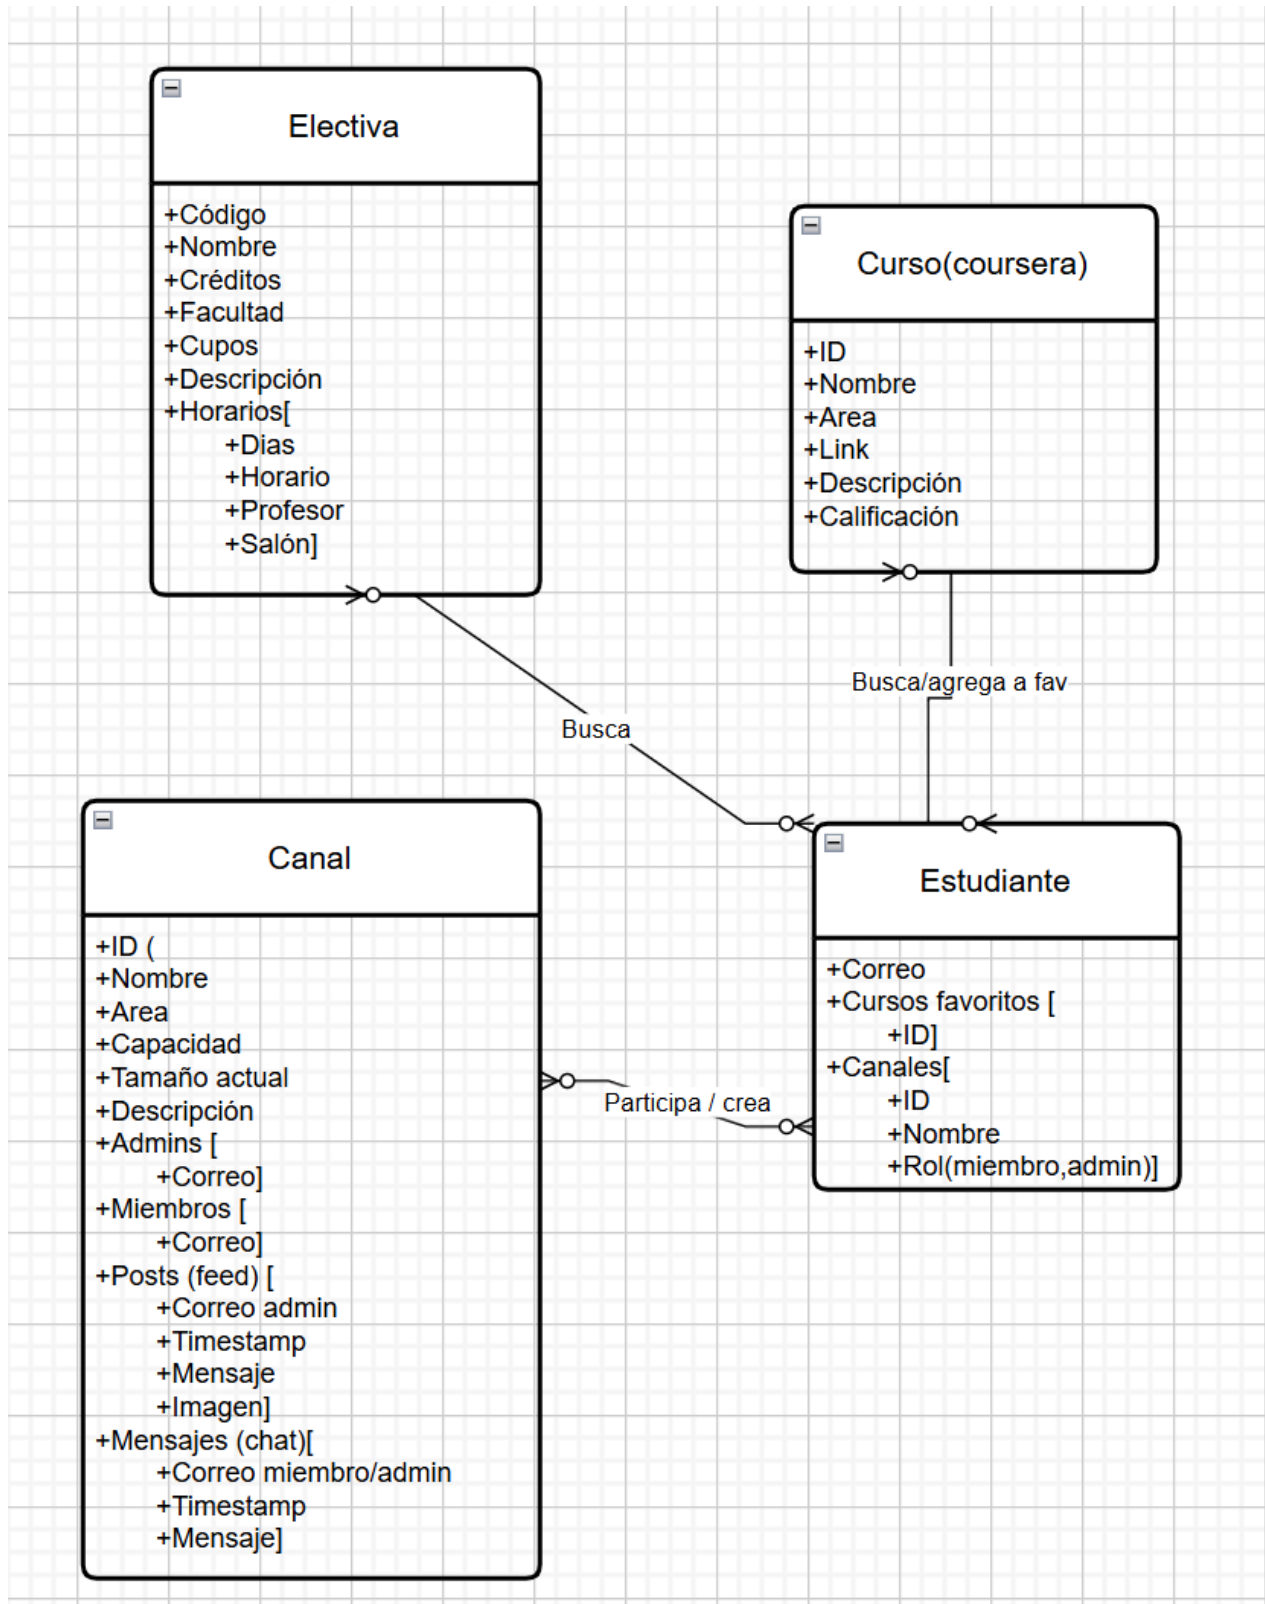 Electiva
+Código
+Nombre
+Créditos
+Facultad
+Cupos
+Descripción
+Horarios[
+Dias
+Horario
+Profesor
+Salón]
Curso(coursera)
+ID
+Nombre
+Area
+Link
+Descripción
+Calificación
Busca/agrega a fav
Busca
Canal
+ID (
+Nombre
+Area
+Capacidad
+Tamaño actual
+Descripción
+Admins [
+Correo]
+Miembros [
+Correo]
+Posts (feed) [
+Correo admin
+Timestamp
+Mensaje
+Imagen]
+Mensajes (chat)[
+Correo miembro/admin
+Timestamp
+Mensaje]
Participa / crea
Estudiante
+Correo
+Cursos favoritos [
+ID]
+Canales[
+ID
+Nombre
+Rol(miembro,admin)]